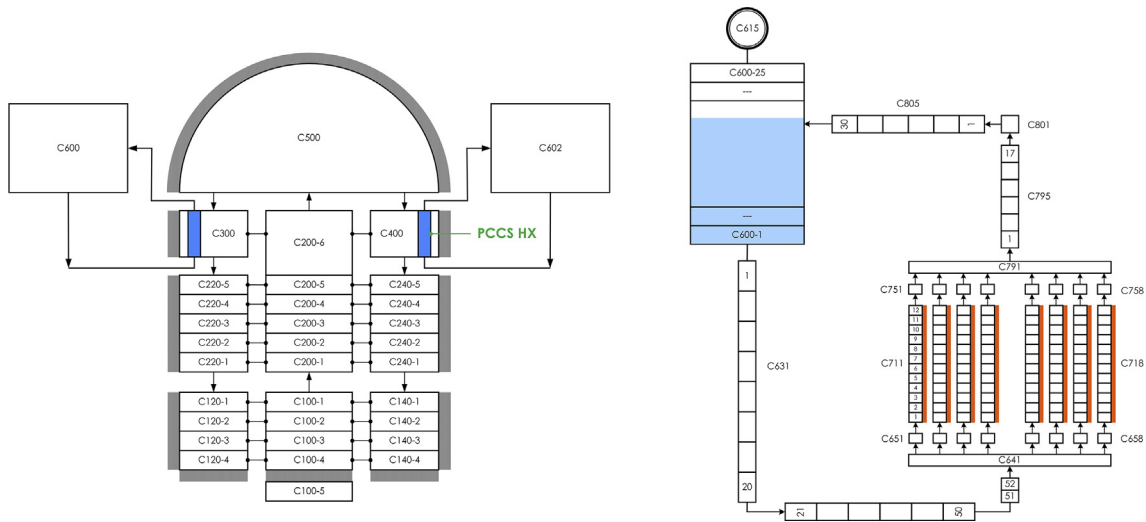 C600
C500
C602
C300
C200-6
C400
PCCS HX
C220-5
C200-5
C240-5
C220-4
C200-4
C240-4
C220-3
C200-3
C240-3
C220-2
C200-2
C240-2
C220-1
C200-1
C240-1
C120-1
C100-1
C140-1
C120-2
C100-2
C140-2
C120-3
C100-3
C140-3
C120-4
C100-4
C140-4
C100-5
C615
C600-25
---
---
C600-1
C805
30
1
C801
17
C795
1
C791
C751
C758
12
11
10
9
8
7
6
5
4
3
2
1
C711
C718
C651
C658
C641
52
51
1
C631
20
21
50